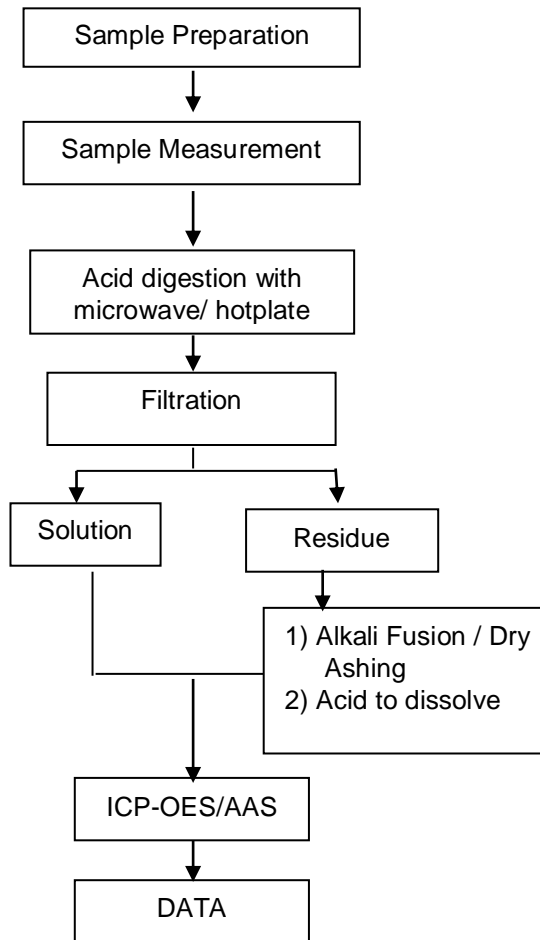 Sample Preparation
Sample Measurement
Acid digestion with
microwave/ hotplate
Filtration
Solution
Residue
1) Alkali Fusion / Dry
Ashing
2) Acid to dissolve
ICP-OES/AAS
DATA